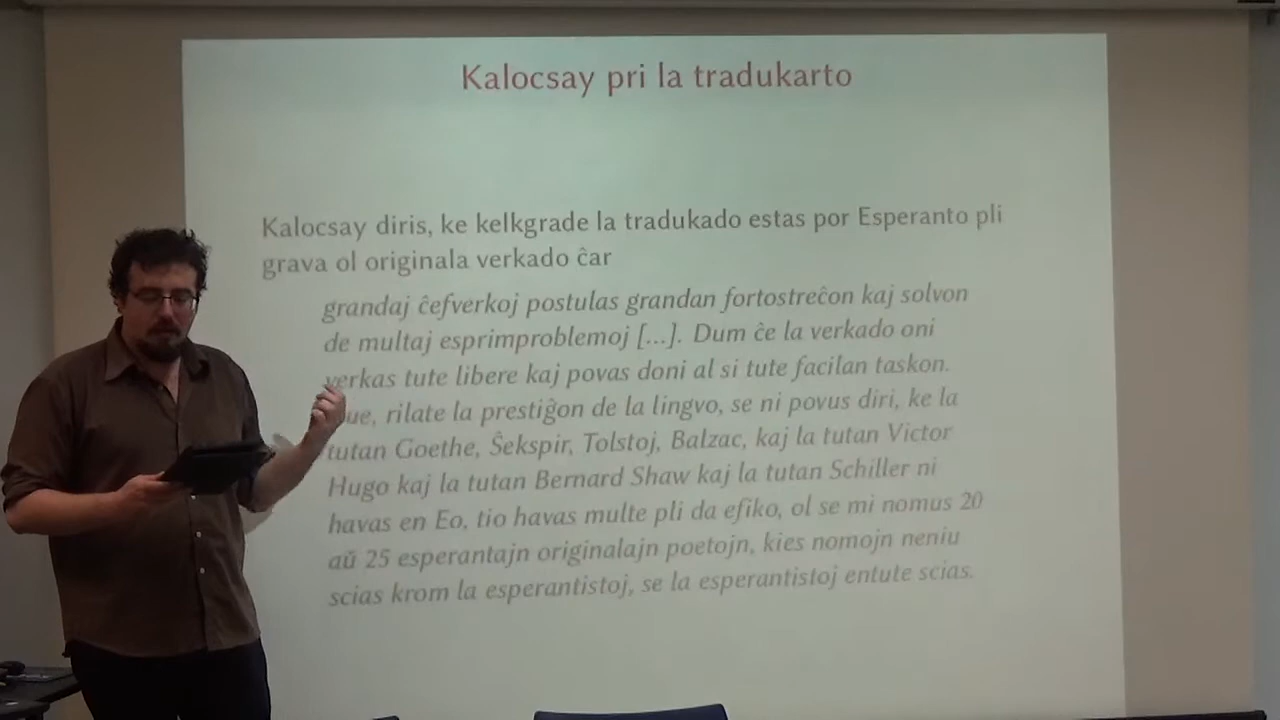 Kalocsay pri la tradukarto
Kalocsay diris, ke kelkgrade la tradukado estas por Esperanto pli
grava ol originala verkado ĉar
grandaj ĉefverkoj postulas grandan fortostreĉon kaj solvon
de multaj esprimproblemoj [...]. Dum ĉe la verkado oni
verkas tute libere kaj povas doni al si tute facilan taskon.
rilate la prestiĝon de la lingvo, se ni povus diri, ke la
tutan Goethe, Ŝekspir, Tolstoj, Balzac, kaj la tutan Victor
Hugo kaj la tutan Bernard Shaw kaj la tutan Schiller ni
havas en Eo, tio havas multe pli da efiko, ol se mi nomus 20
aŭ 25 esperantajn originalajn poetojn, kies nomojn neniu
scias krom la esperantistoj, se la esperantistoj entute scias.